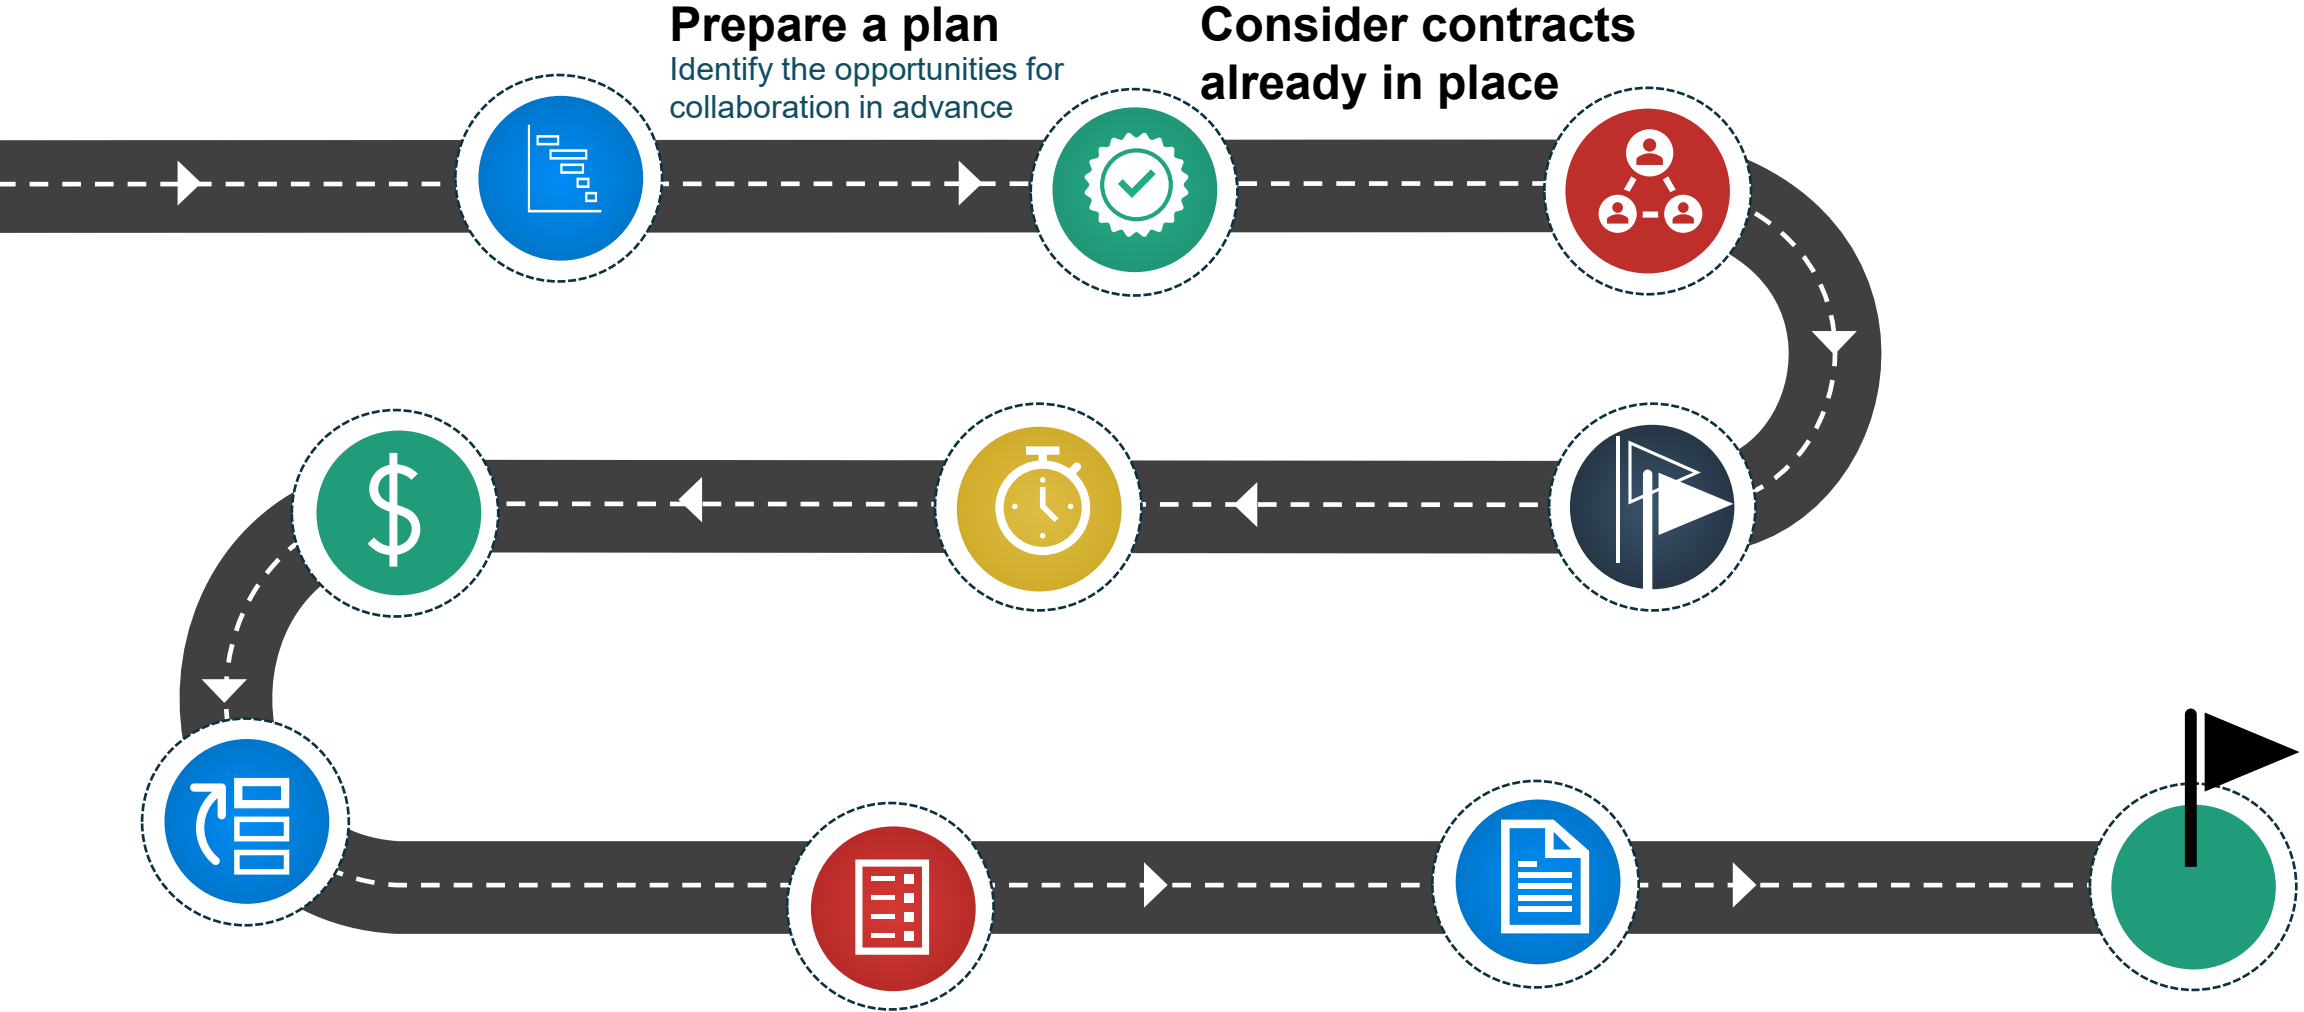 Prepare a plan
Identify the opportunities for
collaboration in advance
Consider contracts
already in place